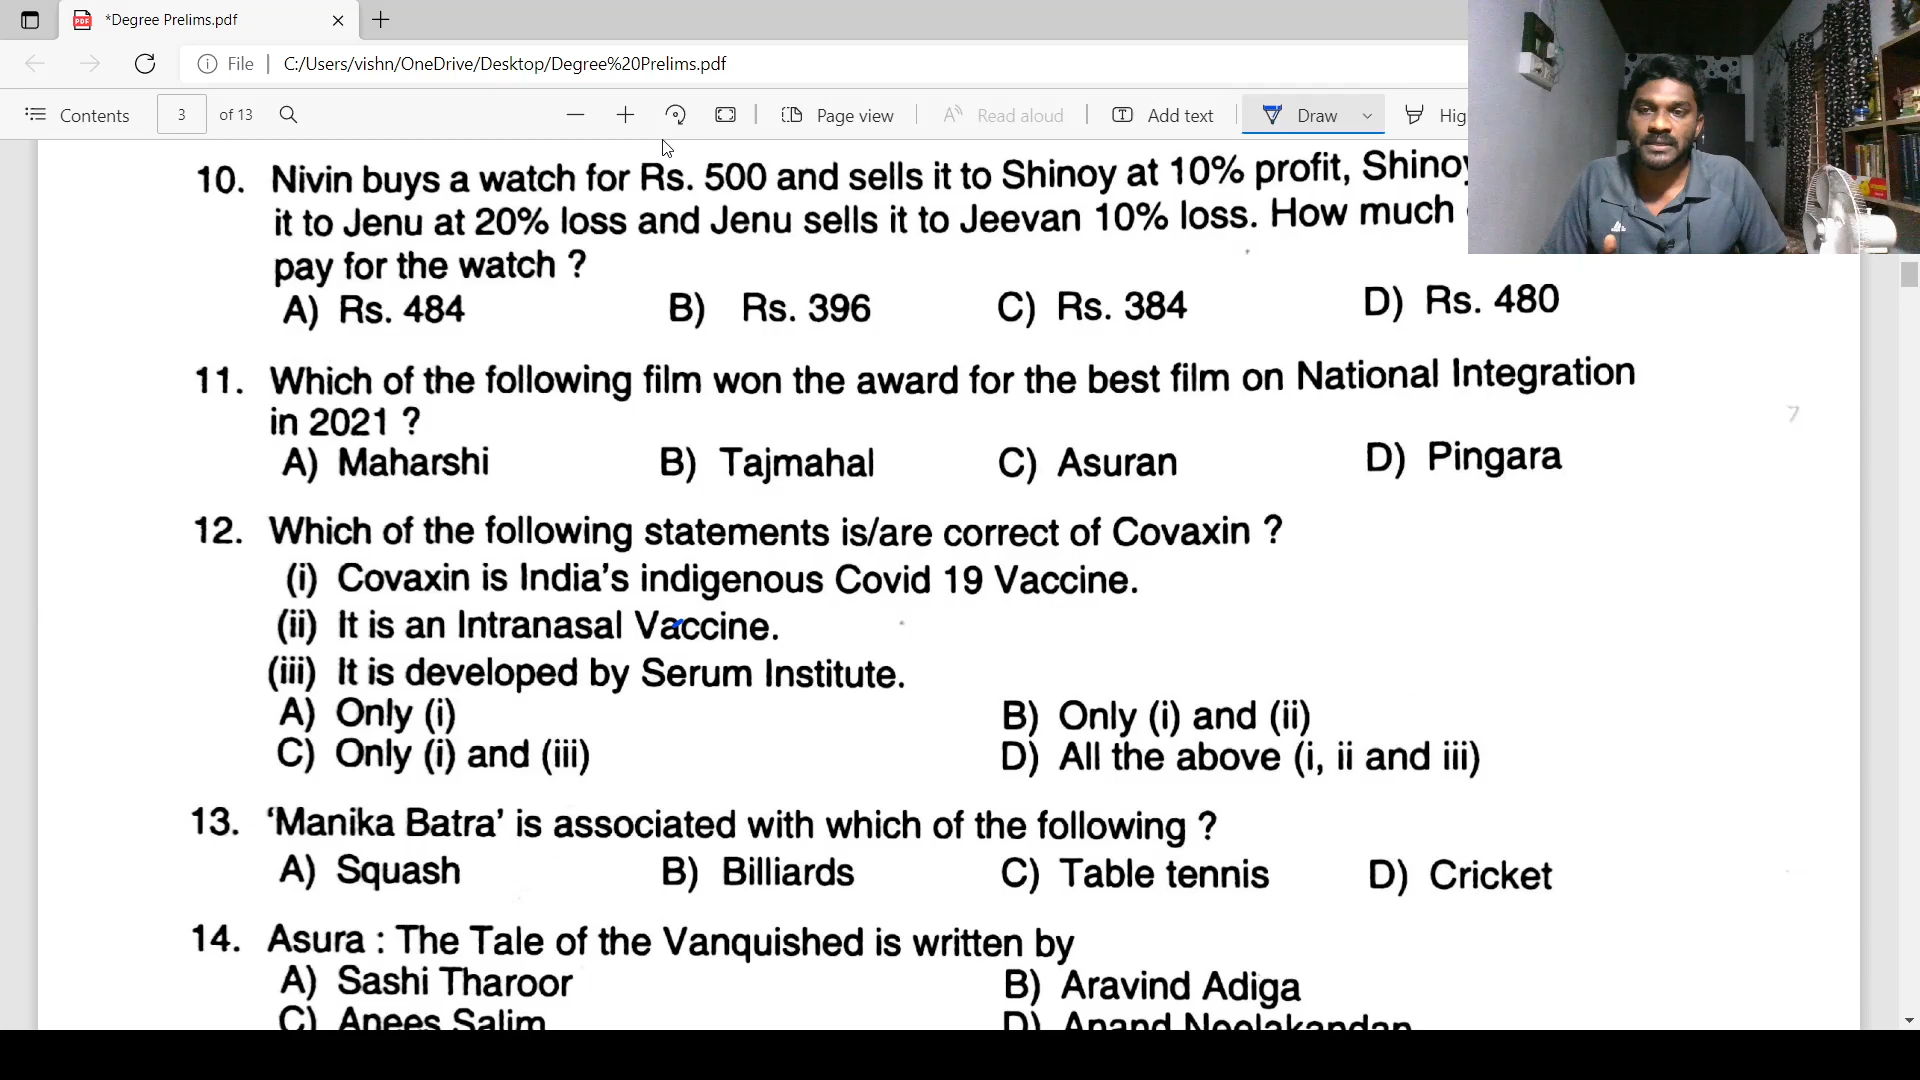 *Degree Prelims.pdf
File C:/Users/vishn/OneDrive/Desktop/Degree%20Prelims.pdf
Contents 3 of 13 Page view Read aloud Add text Draw Hig
10. Nivin buys a watch for Rs. 500 and sells it to Shinoy at 10% profit, Shinoy
it to Jenu at 20% loss and Jenu sells it to Jeevan 10% loss. How much
pay for the watch ?
A) Rs. 484 B) Rs. 396 C) Rs. 384 D) Rs. 480
11. Which of the following film won the award for the best film on National Integration
in 2021 ?
A) Maharshi B) Tajmahal C) Asuran D) Pingara
12. Which of the following statements is/are correct of Covaxin ?
(i) Covaxin is India's indigenous Covid 19 Vaccine.
(ii) It is an Intranasal Vaccine.
(iii) It is developed by Serum Institute.
A) Only (i) B) Only (i) and (ii)
C) Only (i) and (iii) D) All the above (i, ii and iii)
13. 'Manika Batra' is associated with which of the following ?
A) Squash B) Billiards C) Table tennis D) Cricket
14. Asura : The Tale of the Vanquished is written by
A) Sashi Tharoor B) Aravind Adiga
C) Anees Salim D) Anand Neelakandan